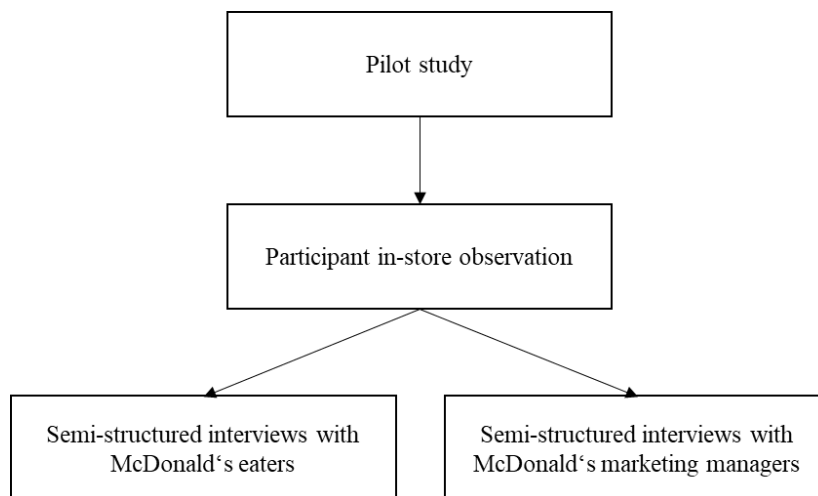 Pilot study
Participant in-store observation
Semi-structured interviews with
McDonald‘s eaters
Semi-structured interviews with
McDonald‘s marketing managers